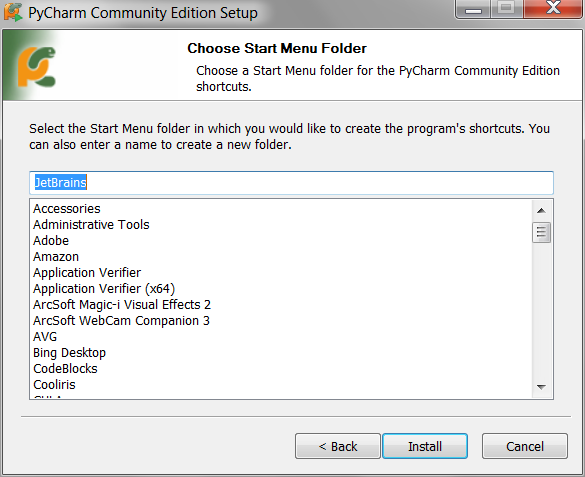 PyCharm Community Edition Setup
Choose Start Menu Folder
Choose a Start Menu folder for the PyCharm Community Edition
shortcuts.
Select the Start Menu folder in which you would like to create the program's shortcuts. You
can also enter a name to create a new folder.
JetBrains
Accessories
Administrative Tools
Adobe
Amazon
Application Verifier
Application Verifier (x64)
ArcSoft Magic-i Visual Effects 2
ArcSoft WebCam Companion 3
AVG
Bing Desktop
CodeBlocks
Cooliris
< Back
Install
Cancel